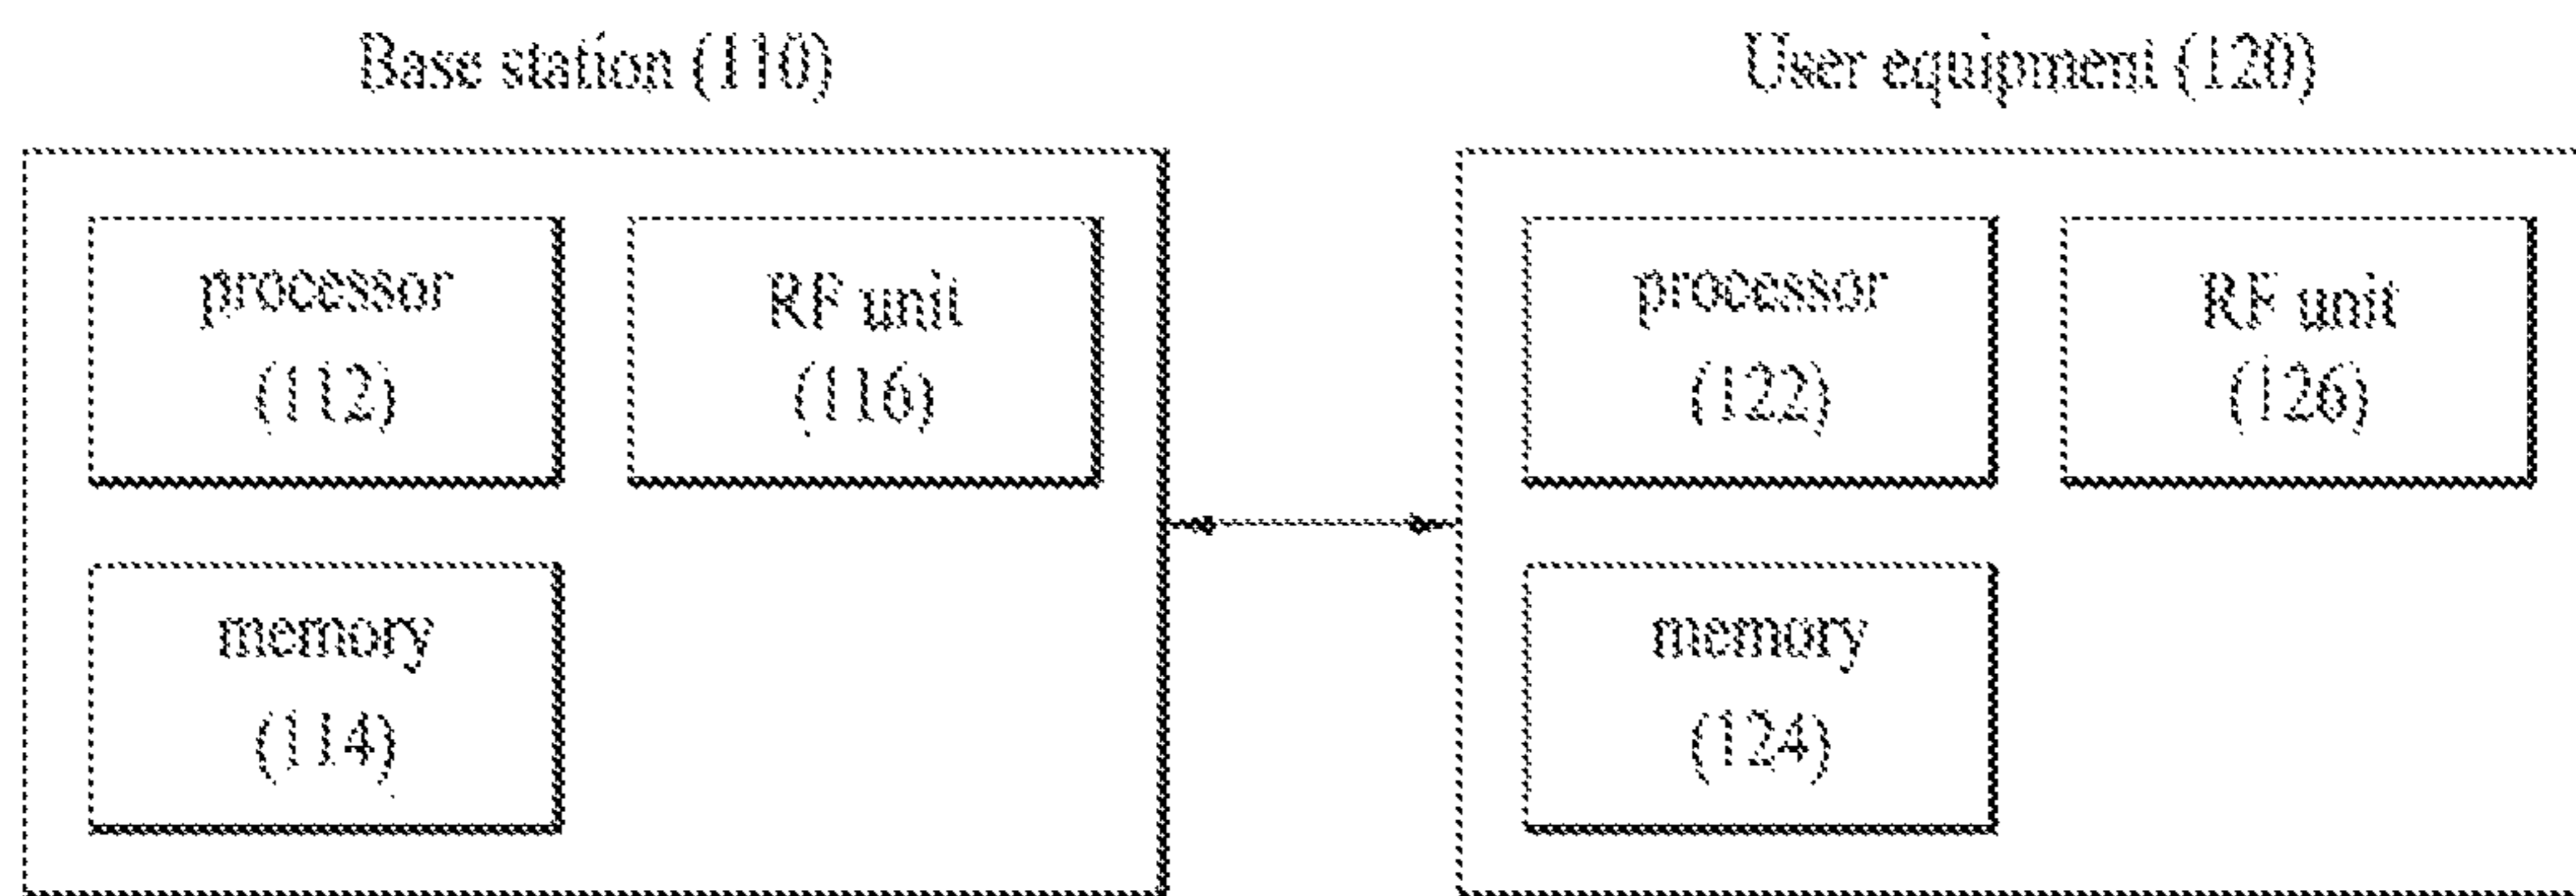 Base station (110)
User equipment (120)
processor
(112)
RF unit
(116)
memory
(114)
processor
(122)
RF unit
(126)
memory
(124)